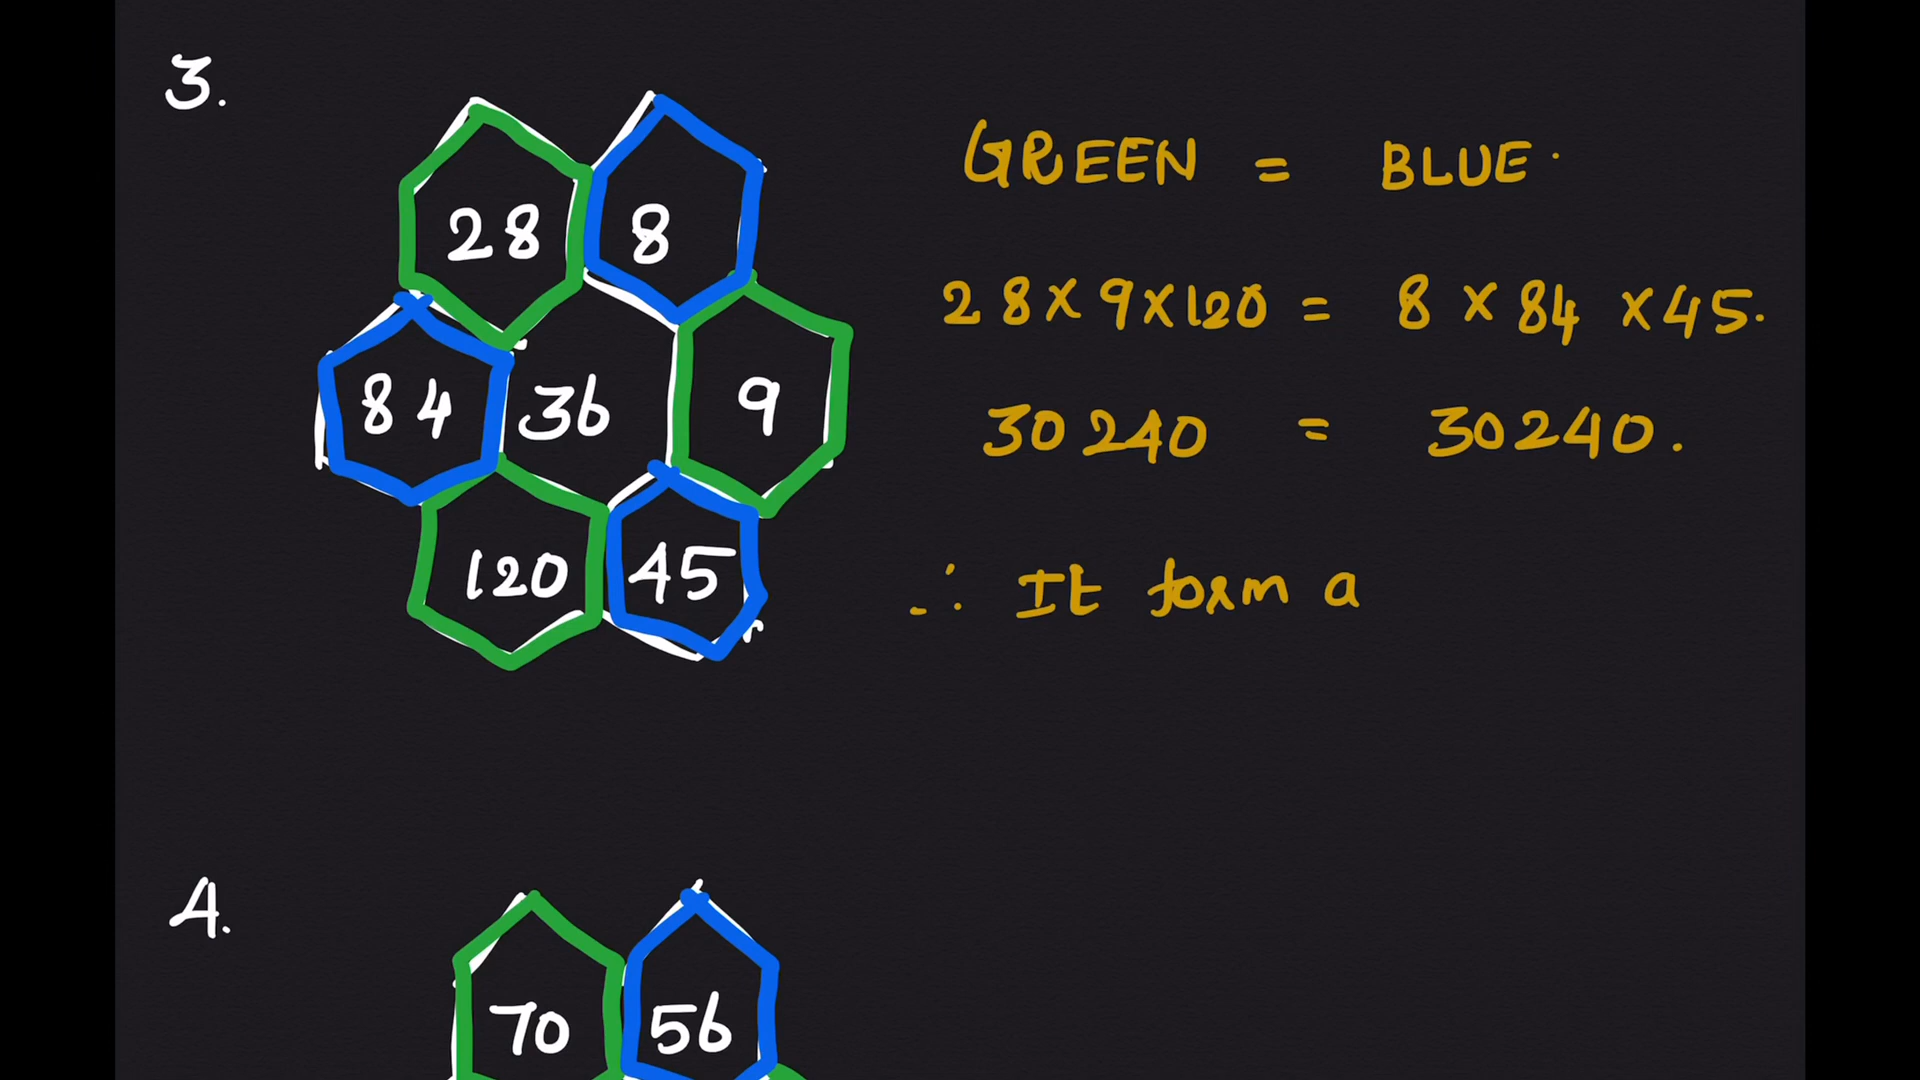 3.
28 8
84 36 9
120 45
GREEN = BLUE.
28 × 9 × 120 = 8 × 84 × 45.
30240 = 30240.
∴ It form a
4.
70 56